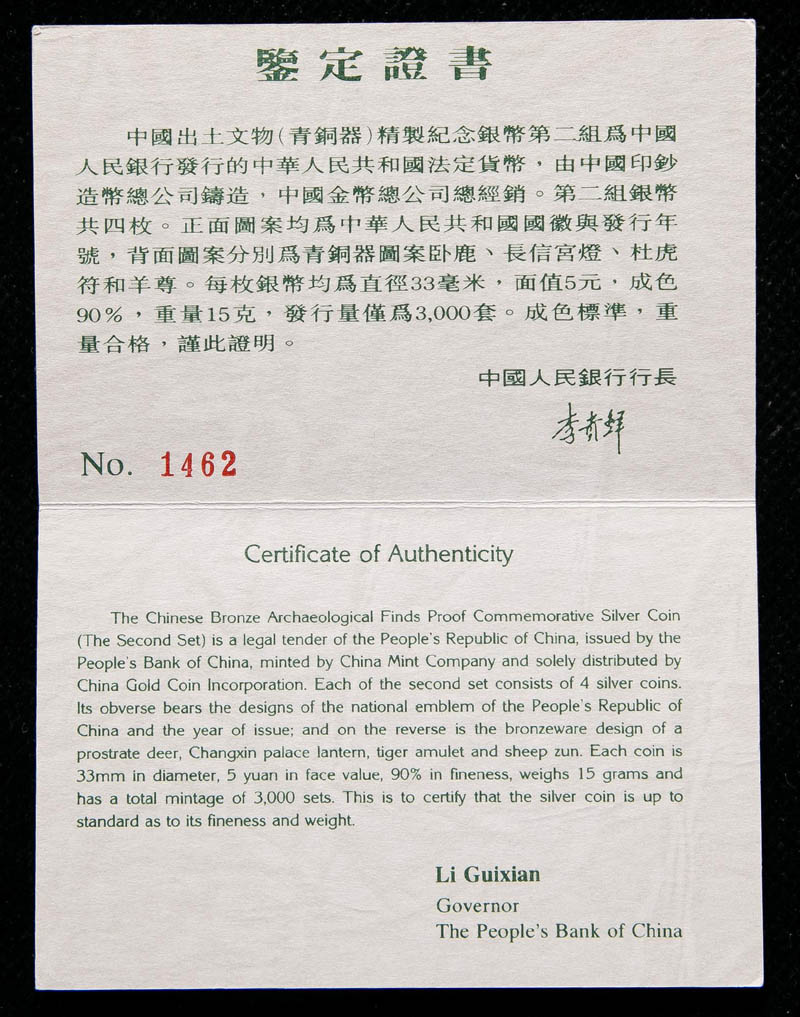 鑒定證書
中國出土文物(青銅器)精製紀念銀幣第二組爲中國
人民銀行發行的中華人民共和國法定貨幣，由中國印鈔
造幣總公司鑄造，中國金幣總公司總經銷。第二組銀幣
共四枚。正面圖案均爲中華人民共和國國徽與發行年
號，背面圖案分別爲青銅器圖案卧鹿、長信宮燈、杜虎
符和羊尊。每枚銀幣均爲直徑33毫米，面值5元，成色
90%，重量15克，發行量僅爲3,000套。成色標準，重
量合格，謹此證明。
中國人民銀行行長
李貴鲜
No. 1462
Certificate of Authenticity
The Chinese Bronze Archaeological Finds Proof Commemorative Silver Coin
(The Second Set) is a legal tender of the People's Republic of China, issued by the
People's Bank of China, minted by China Mint Company and solely distributed by
China Gold Coin Incorporation. Each of the second set consists of 4 silver coins.
Its obverse bears the designs of the national emblem of the People's Republic of
China and the year of issue; and on the reverse is the bronzeware design of a
prostrate deer, Changxin palace lantern, tiger amulet and sheep zun. Each coin is
33mm in diameter, 5 yuan in face value, 90% in fineness, weighs 15 grams and
has a total mintage of 3,000 sets. This is to certify that the silver coin is up to
standard as to its fineness and weight.
Li Guixian
Governor
The People's Bank of China